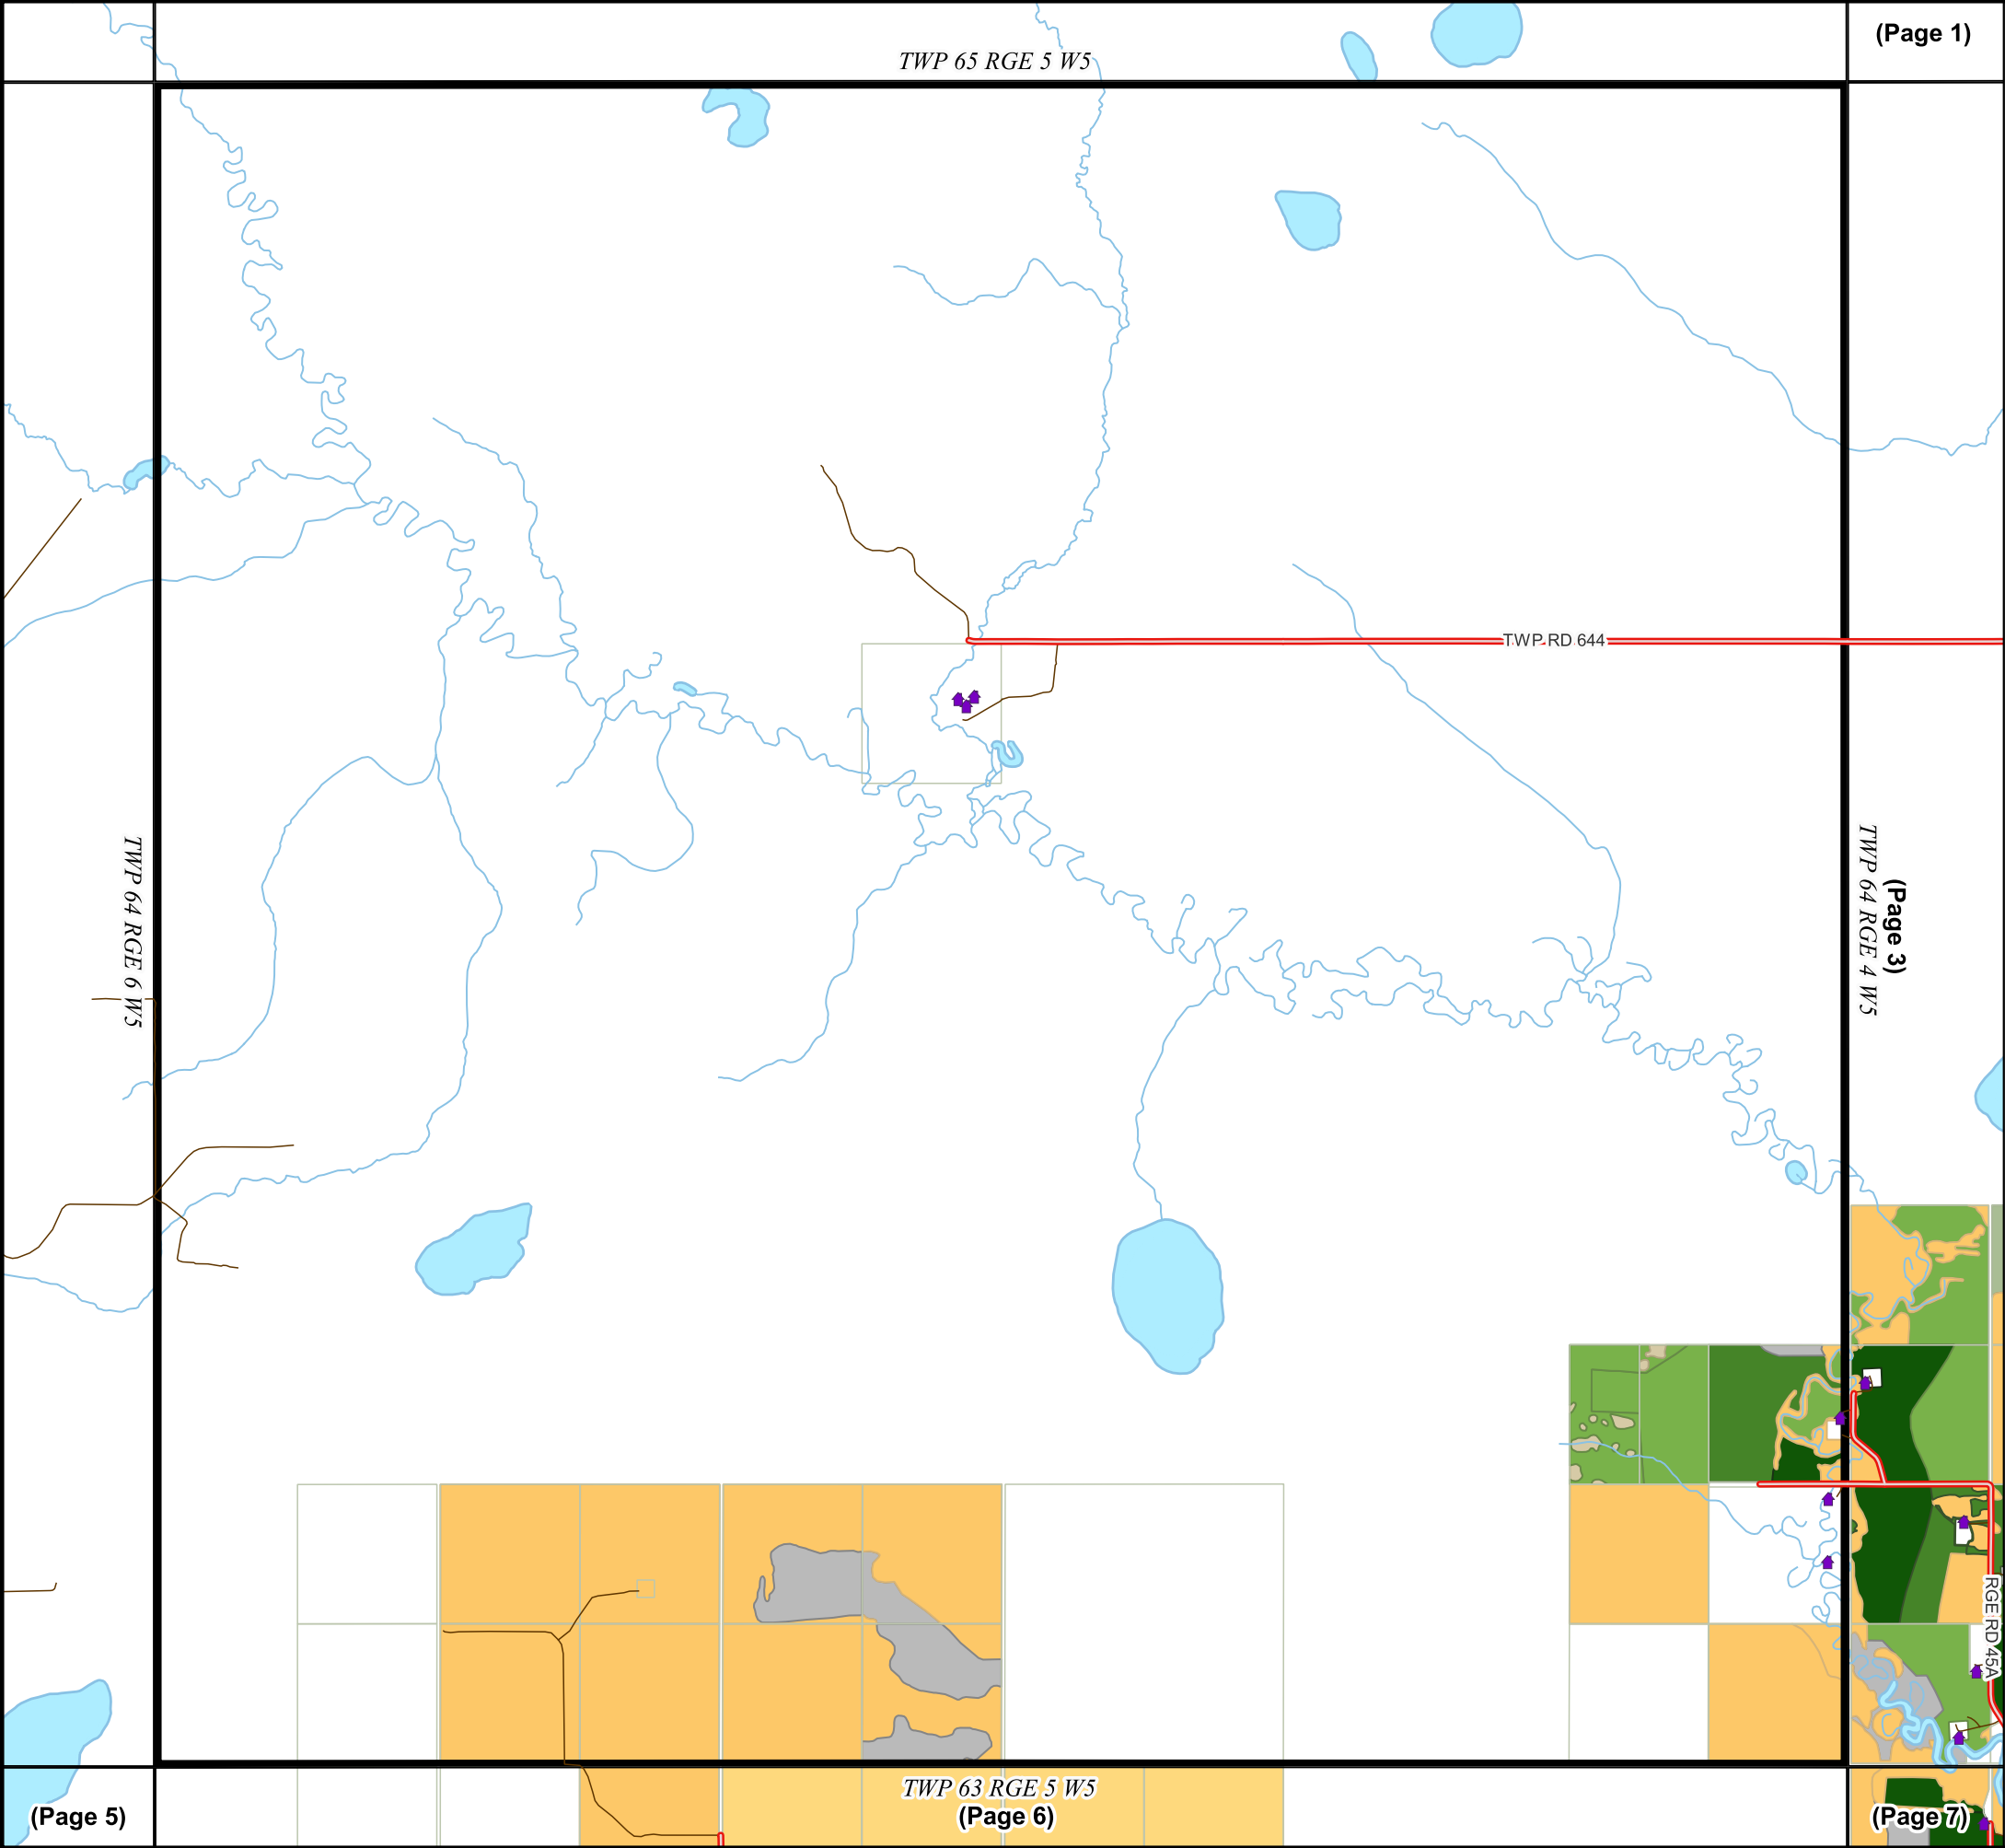 (Page 1)
TWP 65 RGE 5 W5
TWP RD 644
TWP 64 RGE 6 W5
(Page 3)
TWP 64 RGE 4 W5
RGE RD 45A
TWP 63 RGE 5 W5
(Page 5)
(Page 6)
(Page 7)